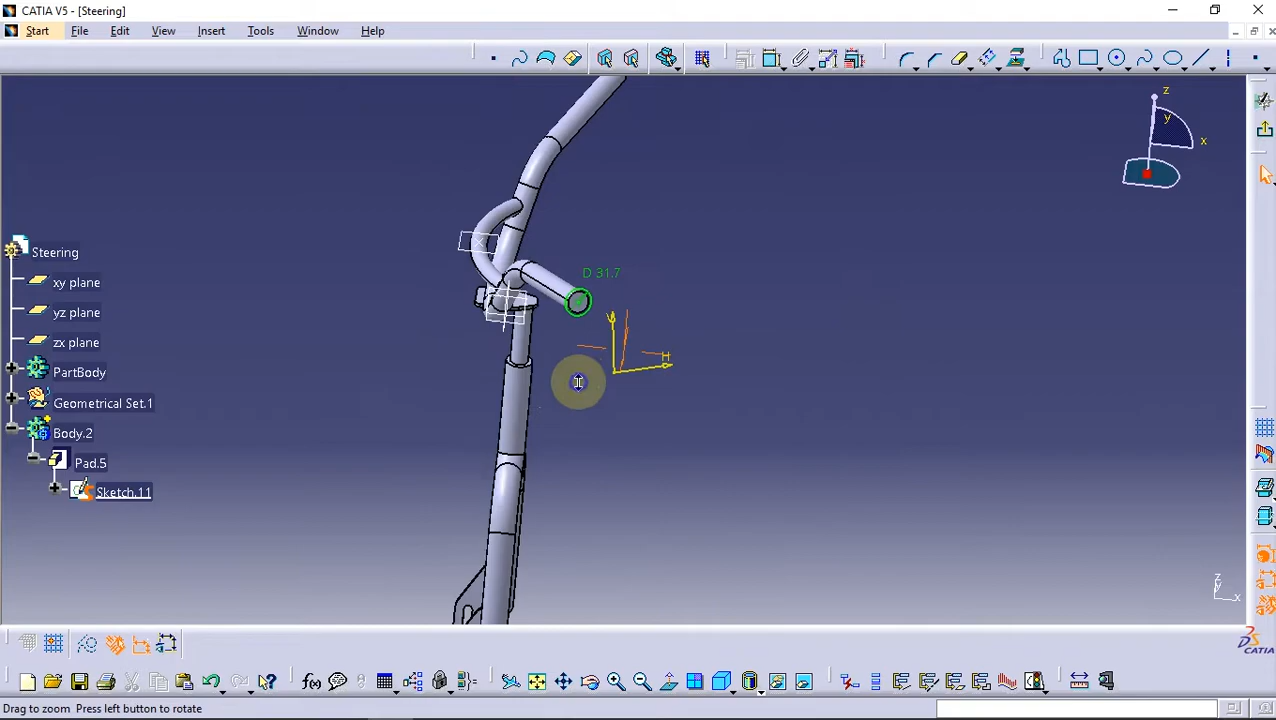 CATIA V5 - [Steering]
Start File Edit View Insert Tools Window Help
z
y
x
D 31.7
H
Steering
xy plane
yz plane
zx plane
PartBody
Geometrical Set.1
Body.2
Pad.5
Sketch.11
z
y
x
CATIA
f(x)
Drag to zoom Press left button to rotate